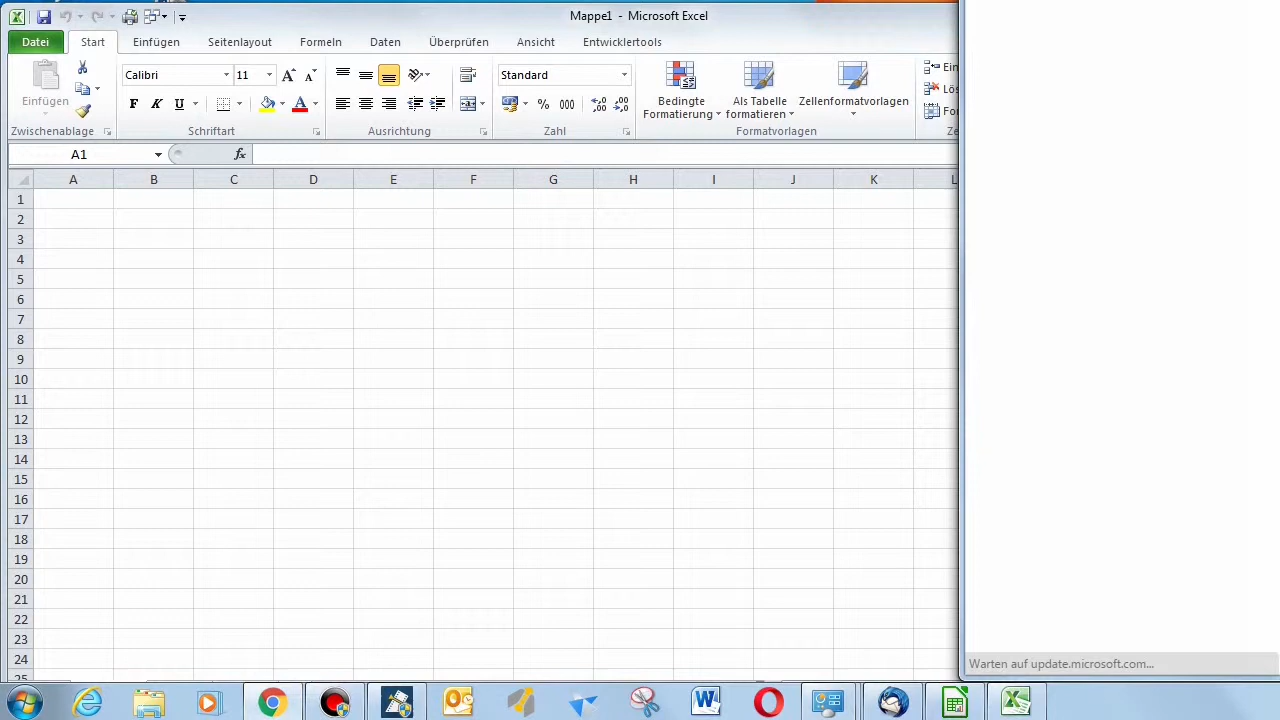 Mappe1 - Microsoft Excel
Datei Start Einfügen Seitenlayout Formeln Daten Überprüfen Ansicht Entwicklertools
Einfügen
Zwischenablage
Calibri 11
F K U
Schriftart
Ausrichtung
Standard
% 000
Zahl
Bedingte Formatierung
Als Tabelle formatieren
Zellenformatvorlagen
Formatvorlagen
A1 fx
A B C D E F G H I J K L
1
2
3
4
5
6
7
8
9
10
11
12
13
14
15
16
17
18
19
20
21
22
23
24
25
Warten auf update.microsoft.com...